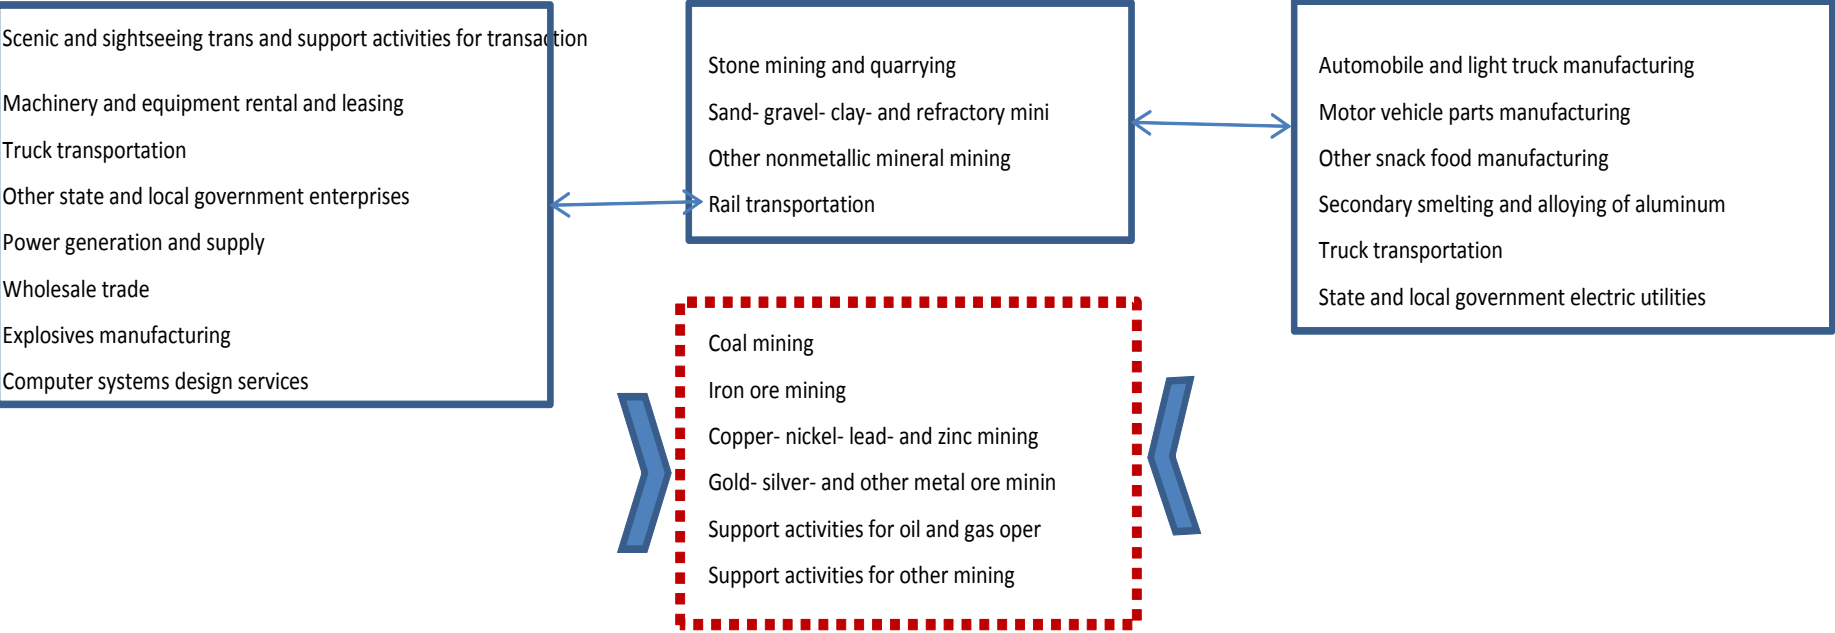 Scenic and sightseeing trans and support activities for transaction
Machinery and equipment rental and leasing
Truck transportation
Other state and local government enterprises
Power generation and supply
Wholesale trade
Explosives manufacturing
Computer systems design services
Stone mining and quarrying
Sand- gravel- clay- and refractory mini
Other nonmetallic mineral mining
Rail transportation
Coal mining
Iron ore mining
Copper- nickel- lead- and zinc mining
Gold- silver- and other metal ore minin
Support activities for oil and gas oper
Support activities for other mining
Automobile and light truck manufacturing
Motor vehicle parts manufacturing
Other snack food manufacturing
Secondary smelting and alloying of aluminum
Truck transportation
State and local government electric utilities